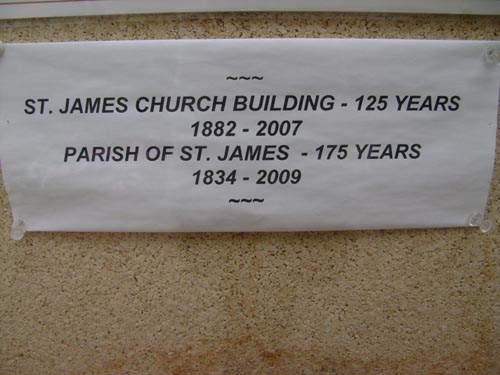 ~~~
ST. JAMES CHURCH BUILDING - 125 YEARS
1882 - 2007
PARISH OF ST. JAMES - 175 YEARS
1834 - 2009
~~~